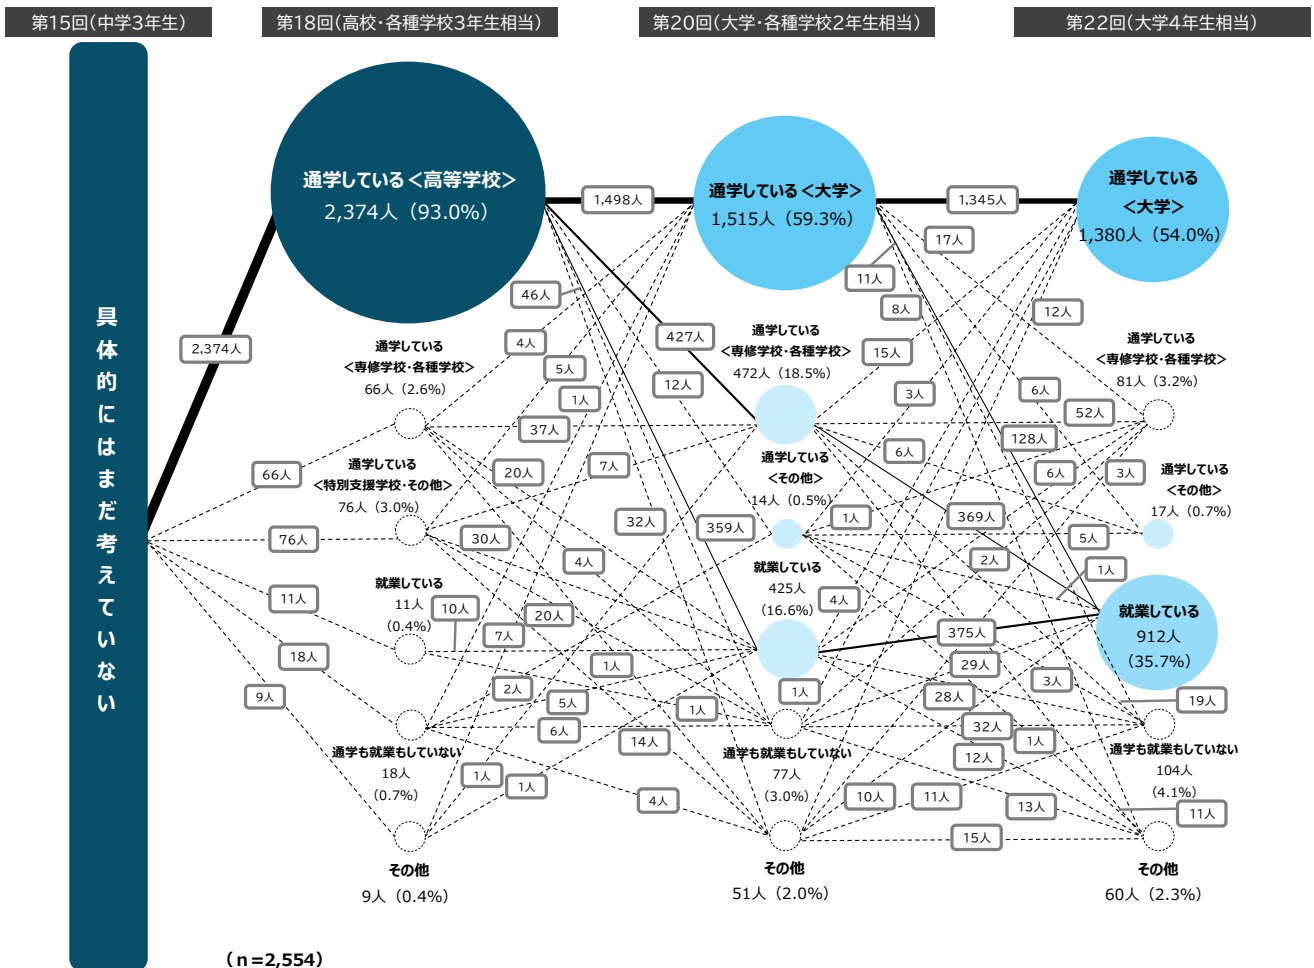 第15回(中学3年生)
第18回(高校・各種学校3年生相当)
第20回(大学・各種学校2年生相当)
第22回(大学4年生相当)
具体的にはまだ考えていない
2,374人
66人
76人
11人
18人
9人
通学している<高等学校>
2,374人（93.0%）
通学している
<専修学校・各種学校>
66人（2.6%）
通学している
<特別支援学校・その他>
76人（3.0%）
就業している
11人
（0.4%）
通学も就業もしていない
18人
（0.7%）
その他
9人（0.4%）
1,498人
46人
427人
4人
5人
12人
1人
37人
20人
7人
30人
32人
359人
4人
10人
20人
7人
1人
2人
5人
1人
6人
14人
1人
1人
4人
通学している<大学>
1,515人（59.3%）
通学している
<専修学校・各種学校>
472人（18.5%）
通学している
<その他>
14人（0.5%）
就業している
425人
（16.6%）
通学も就業もしていない
77人
（3.0%）
その他
51人（2.0%）
1,345人
17人
11人
8人
12人
15人
3人
6人
52人
128人
6人
6人
3人
1人
369人
5人
2人
1人
4人
375人
29人
3人
1人
28人
19人
32人
1人
12人
10人
11人
13人
11人
15人
通学している
<大学>
1,380人（54.0%）
通学している
<専修学校・各種学校>
81人（3.2%）
通学している
<その他>
17人（0.7%）
就業している
912人
（35.7%）
通学も就業もしていない
104人
（4.1%）
その他
60人（2.3%）
（n=2,554）